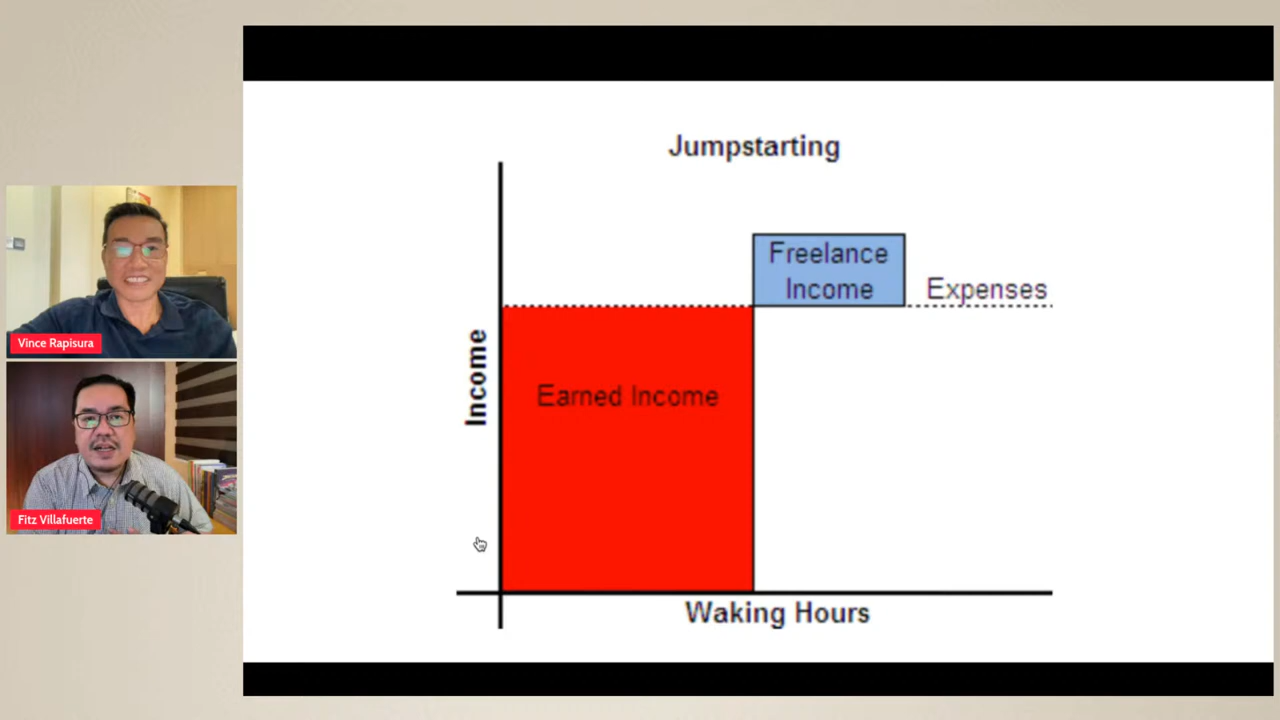 Jumpstarting
Freelance
Income
Expenses
Earned Income
Income
Waking Hours
Vince Rapisura
Fitz Villafuerte